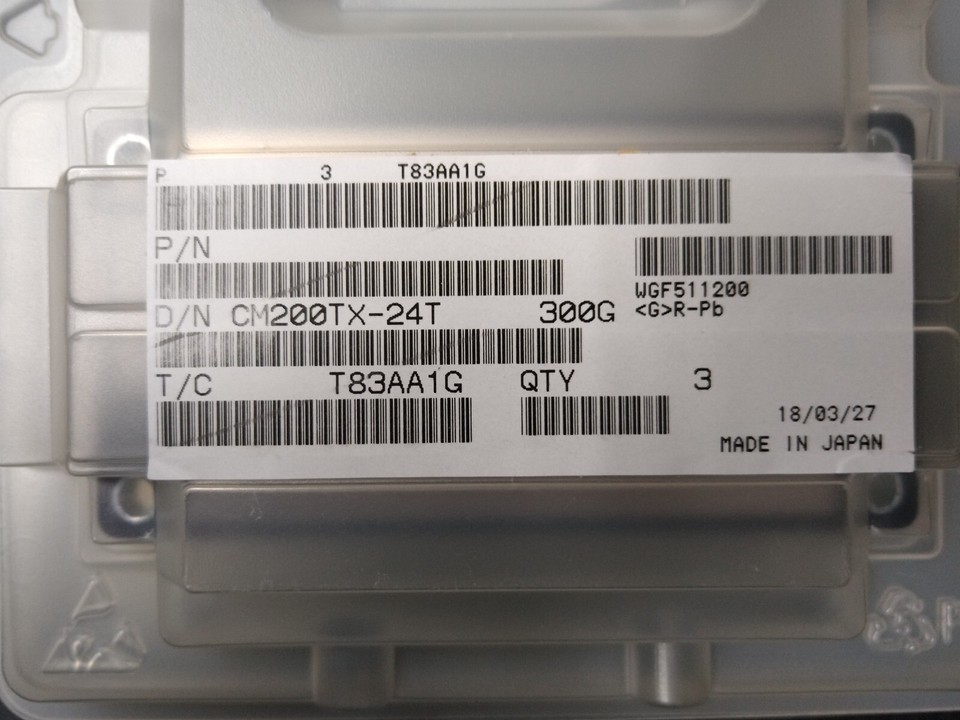 P 3 T83AA1G
P/N
WGF511200
D/N CM200TX-24T 300G <G>R-Pb
T/C T83AA1G QTY 3
18/03/27
MADE IN JAPAN